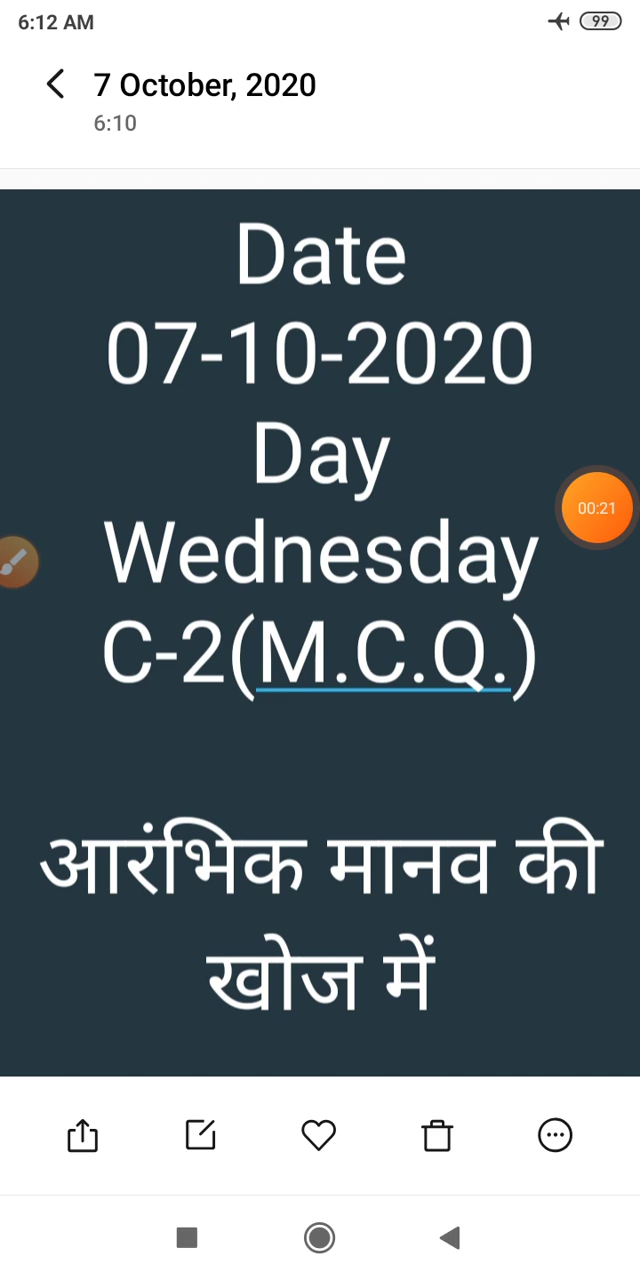 6:12 AM
99
7 October, 2020
6:10
Date
07-10-2020
Day
00:21
Wednesday
C-2(M.C.Q.)
आरंभिक मानव की
खोज में